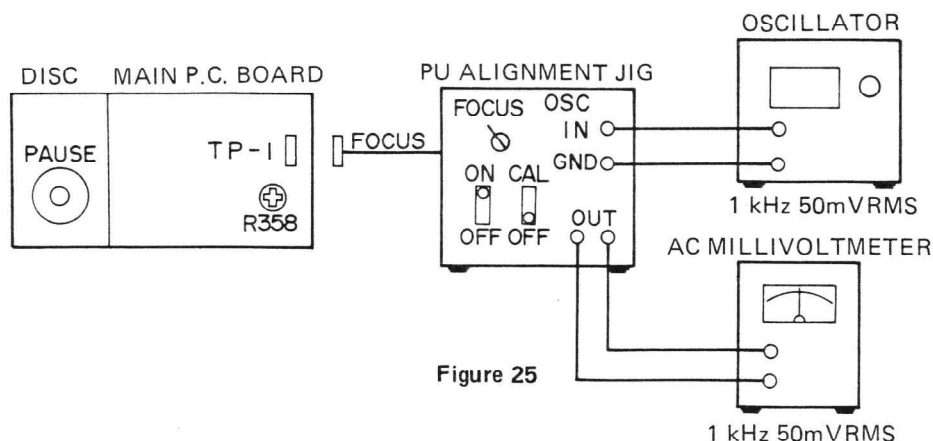 OSCILLATOR
DISC MAIN P.C. BOARD
PU ALIGNMENT JIG
FOCUS OSC
IN
PAUSE
TP-1
FOCUS
GND
ON CAL
R358
OFF OFF
OUT
1 kHz 50mVRMS
AC MILLIVOLTMETER
Figure 25
1 kHz 50mVRMS